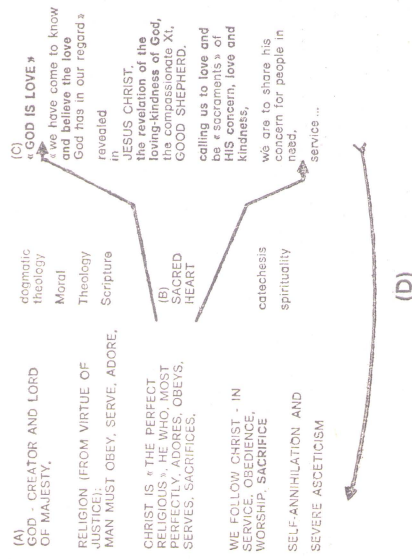 (A)
GOD - CREATOR AND LORD
OF MAJESTY.
RELIGION (FROM VIRTUE OF
JUSTICE):
MAN MUST OBEY, SERVE, ADORE.
CHRIST IS « THE PERFECT
RELIGIOUS », HE WHO, MOST
PERFECTLY, ADORES, OBEYS,
SERVES, SACRIFICES.
WE FOLLOW CHRIST - IN
SERVICE, OBEDIENCE,
WORSHIP, SACRIFICE
SELF-ANNIHILATION AND
SEVERE ASCETICISM
dogmatic
theology
Moral
Theology
Scripture
(B)
SACRED
HEART
catechesis
spirituality
(C)
« GOD IS LOVE »
« we have come to know
and believe the love
God has in our regard »
revealed
in
JESUS CHRIST,
the revelation of the
loving-kindness of God,
the compassionate Xt,
GOOD SHEPHERD.
calling us to love and
be « sacraments » of
HIS concern, love and
kindness,
We are to share his
concern for people in
need,
service ...
(D)